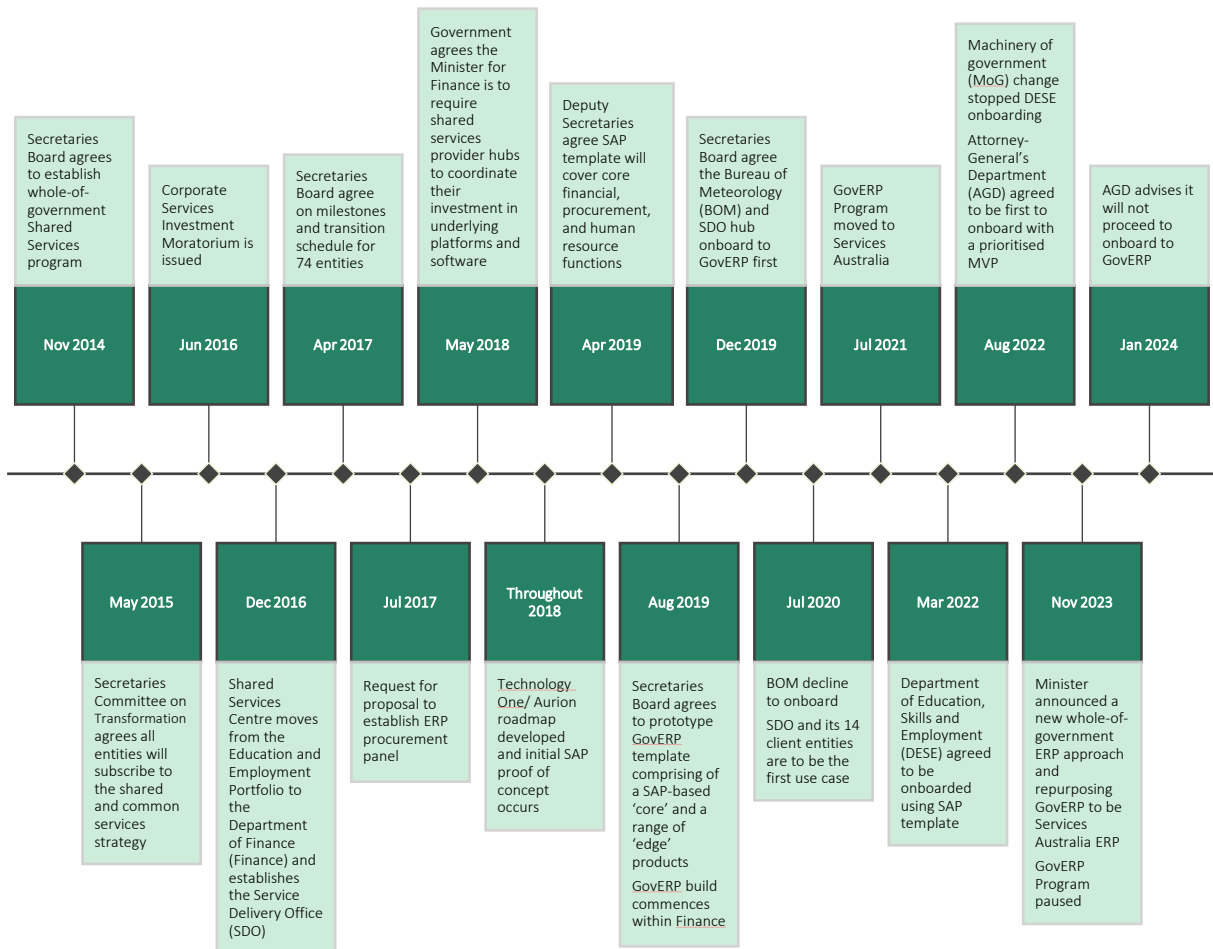 Secretaries
Board agrees
to establish
whole-of-
government
Shared
Services
program
Nov 2014
Corporate
Services
Investment
Moratorium is
issued
Jun 2016
Secretaries
Board agree
on milestones
and transition
schedule for
74 entities
Apr 2017
Government
agrees the
Minister for
Finance is to
require
shared
services
provider hubs
to coordinate
their
investment in
underlying
platforms and
software
May 2018
Deputy
Secretaries
agree SAP
template will
cover core
financial,
procurement,
and human
resource
functions
Apr 2019
Secretaries
Board agree
the Bureau of
Meteorology
(BOM) and
SDO hub
onboard to
GovERP first
Dec 2019
GovERP
Program
moved to
Services
Australia
Jul 2021
Machinery of
government
(MoG) change
stopped DESE
onboarding
Attorney-
General’s
Department
(AGD) agreed
to be first to
onboard with
a prioritised
MVP
Aug 2022
AGD advises it
will not
proceed to
onboard to
GovERP
Jan 2024
May 2015
Secretaries
Committee on
Transformation
agrees all
entities will
subscribe to
the shared
and common
services
strategy
Dec 2016
Shared
Services
Centre moves
from the
Education and
Employment
Portfolio to
the
Department
of Finance
(Finance) and
establishes
the Service
Delivery Office
(SDO)
Jul 2017
Request for
proposal to
establish ERP
procurement
panel
Throughout
2018
Technology
One/ Aurion
roadmap
developed
and initial SAP
proof of
concept
occurs
Aug 2019
Secretaries
Board agrees
to prototype
GovERP
template
comprising of
a SAP-based
‘core’ and a
range of
‘edge’
products
GovERP build
commences
within Finance
Jul 2020
BOM decline
to onboard
SDO and its 14
client entities
are to be the
first use case
Mar 2022
Department
of Education,
Skills and
Employment
(DESE) agreed
to be
onboarded
using SAP
template
Nov 2023
Minister
announced a
new whole-of-
government
ERP approach
and
repurposing
GovERP to be
Services
Australia ERP
GovERP
Program
paused